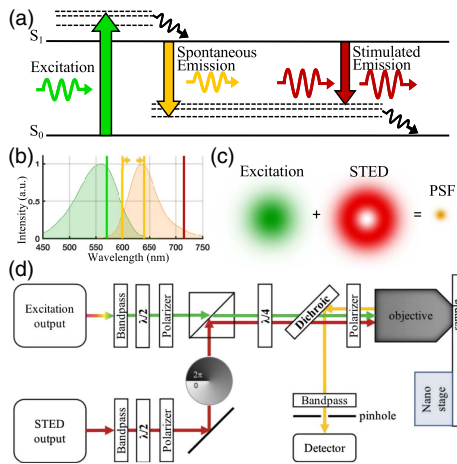 (a)
S1
Excitation
Spontaneous
Emission
Stimulated
Emission
S0
(b)
Intensity (a.u.)
1
0.5
0
450 500 550 600 650 700 750
Wavelength (nm)
(c)
Excitation
STED
+
=
PSF
(d)
Excitation
output
Bandpass
λ/2
Polarizer
λ/4
Dichroic
Polarizer
objective
sample
2π
0
STED
output
Bandpass
λ/2
Polarizer
Bandpass
pinhole
Detector
Nano
stage